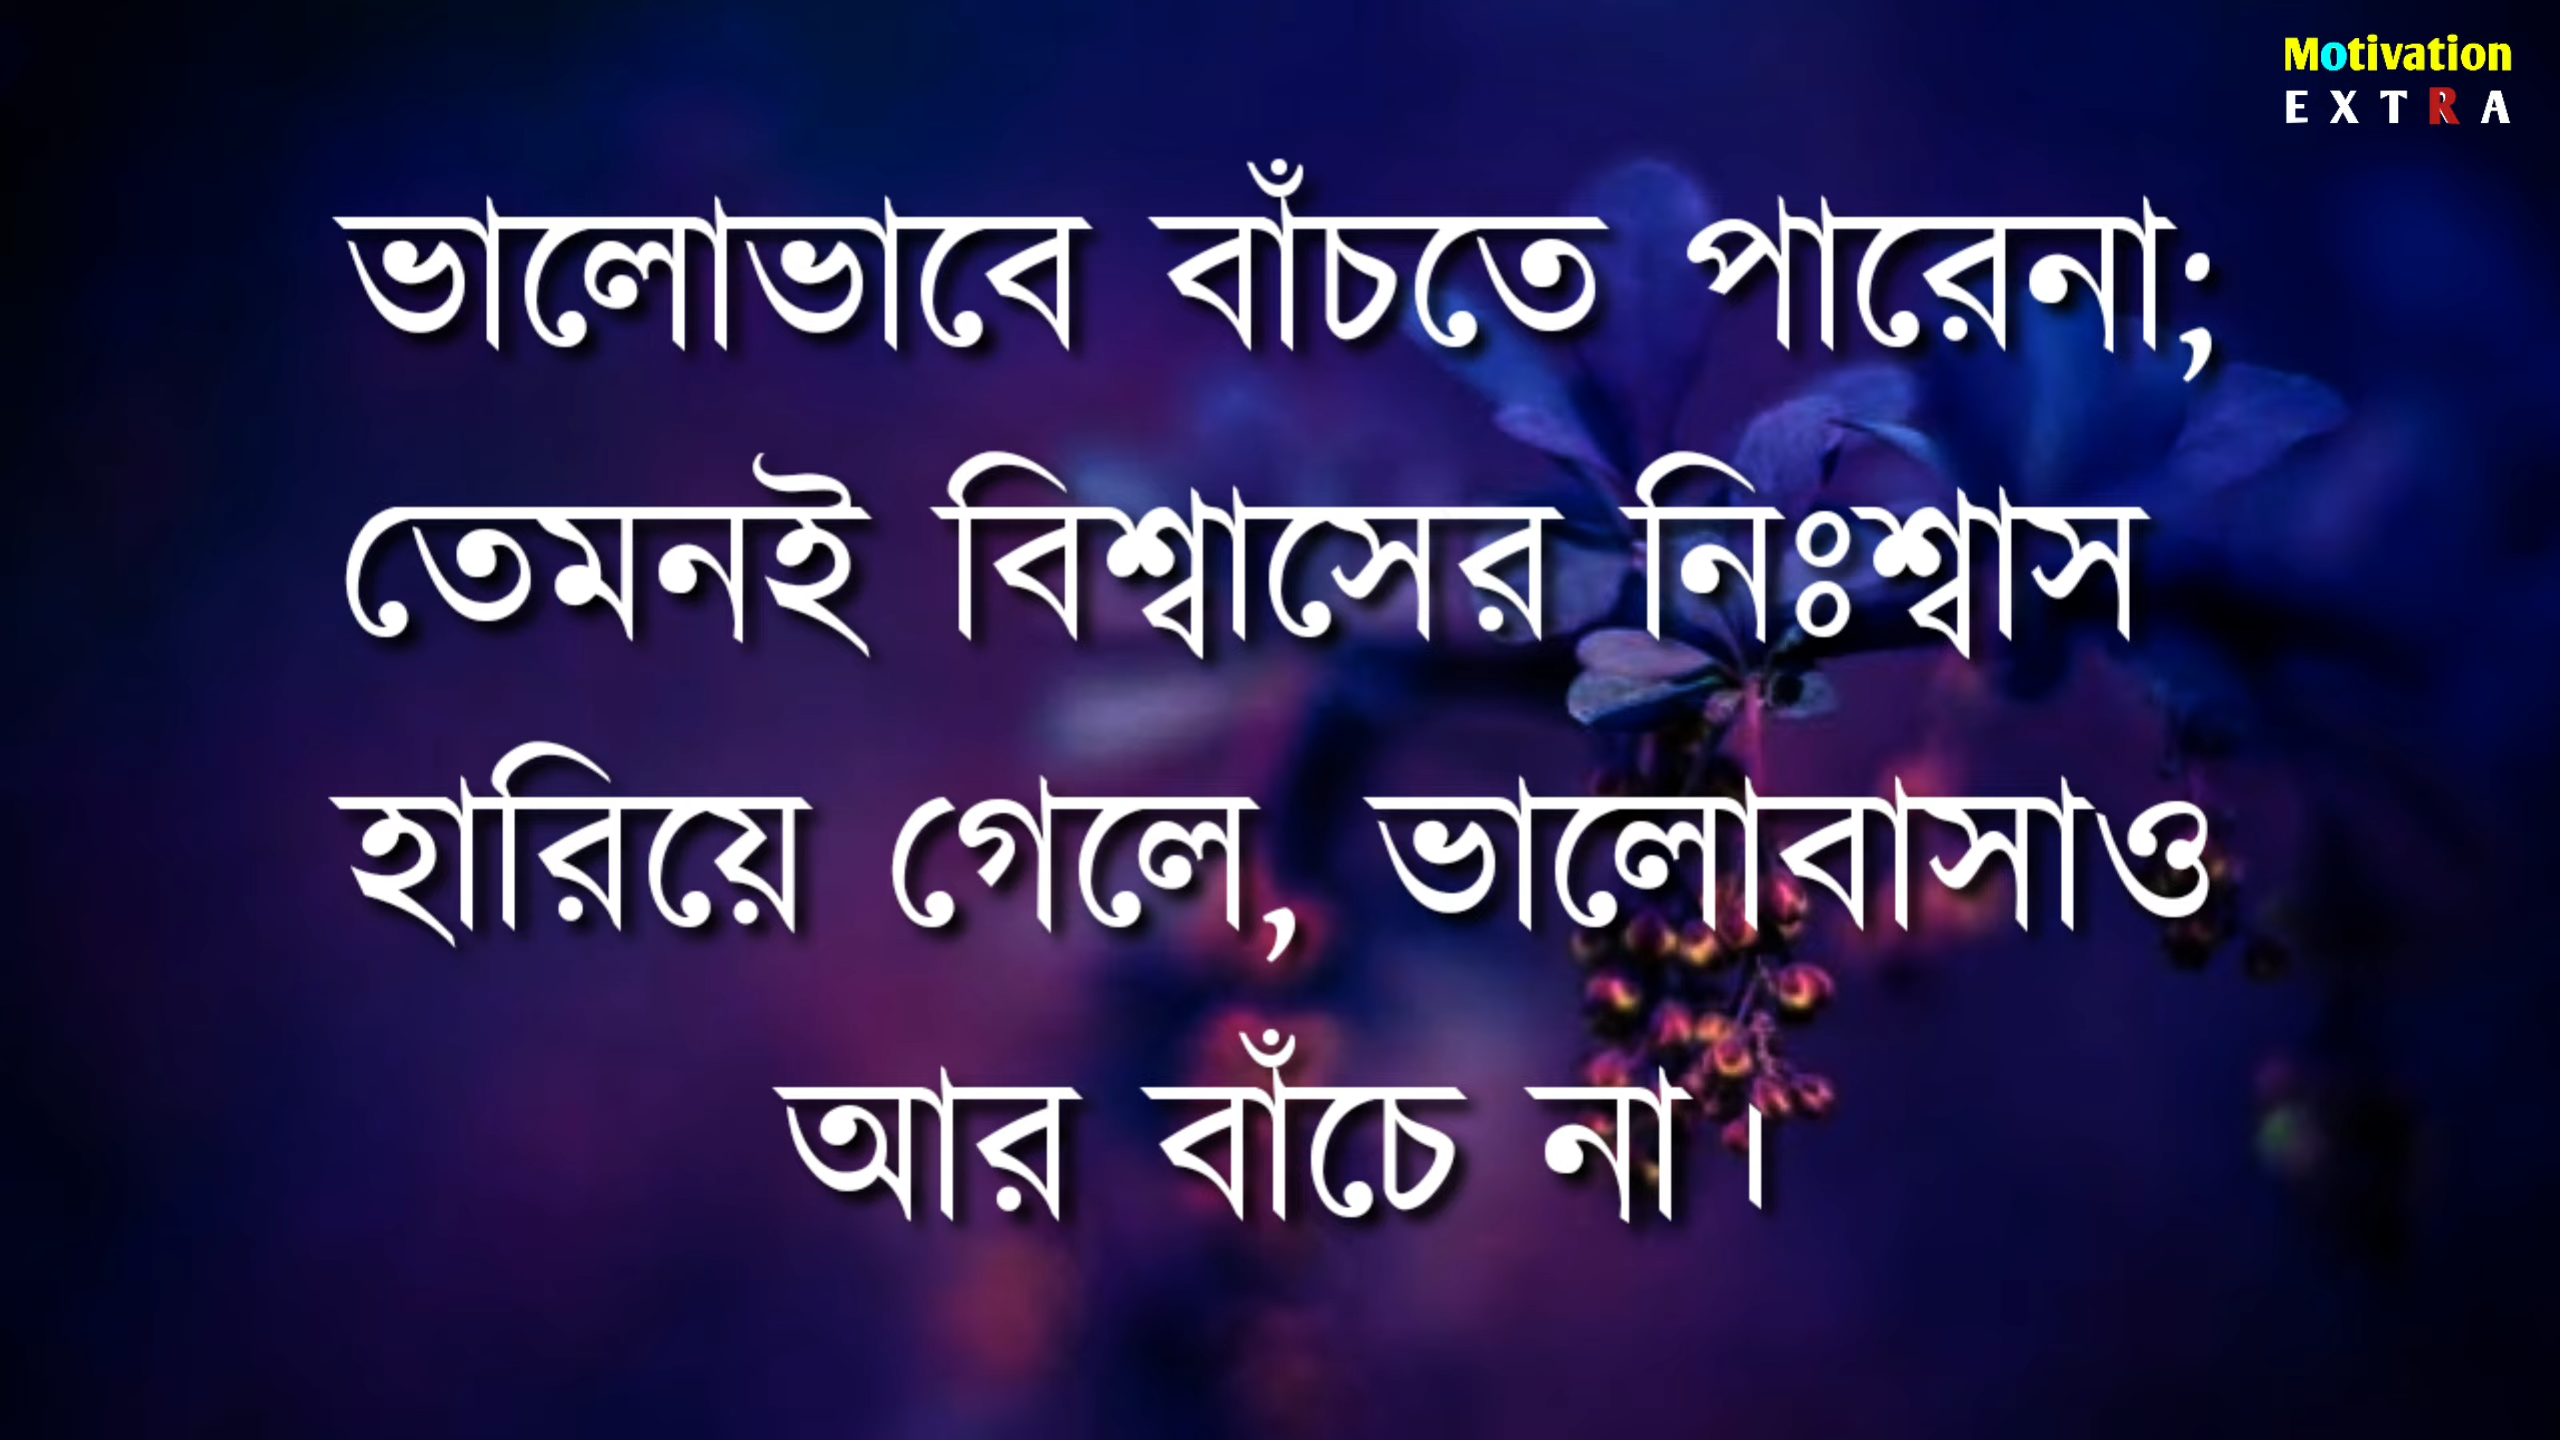 Motivation
EXTRA
ভালোভাবে বাঁচতে পারেনা;
তেমনই বিশ্বাসের নিঃশ্বাস
হারিয়ে গেলে, ভালোবাসাও
আর বাঁচে না।